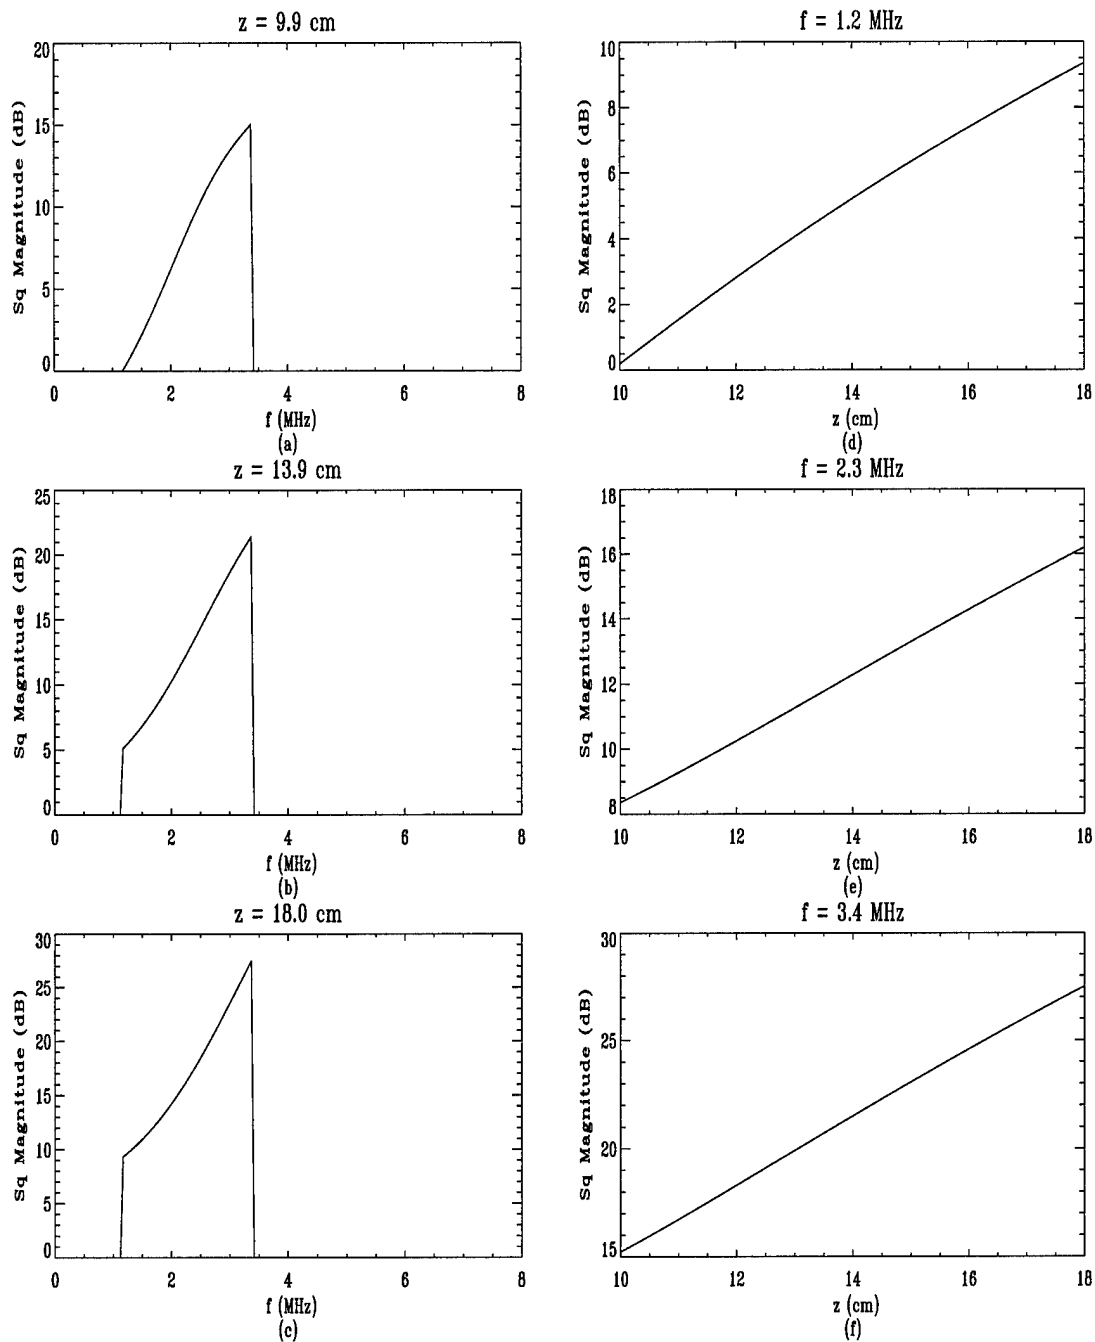 z = 9.9 cm
Sq Magnitude (dB)
20
15
10
5
0
0 2 4 6 8
f (MHz)
(a)
f = 1.2 MHz
Sq Magnitude (dB)
10
8
6
4
2
0
10 12 14 16 18
z (cm)
(d)
z = 13.9 cm
Sq Magnitude (dB)
25
20
15
10
5
0
0 2 4 6 8
f (MHz)
(b)
f = 2.3 MHz
Sq Magnitude (dB)
18
16
14
12
10
8
10 12 14 16 18
z (cm)
(e)
z = 18.0 cm
Sq Magnitude (dB)
30
25
20
15
10
5
0
0 2 4 6 8
f (MHz)
(c)
f = 3.4 MHz
Sq Magnitude (dB)
30
25
20
15
10 12 14 16 18
z (cm)
(f)